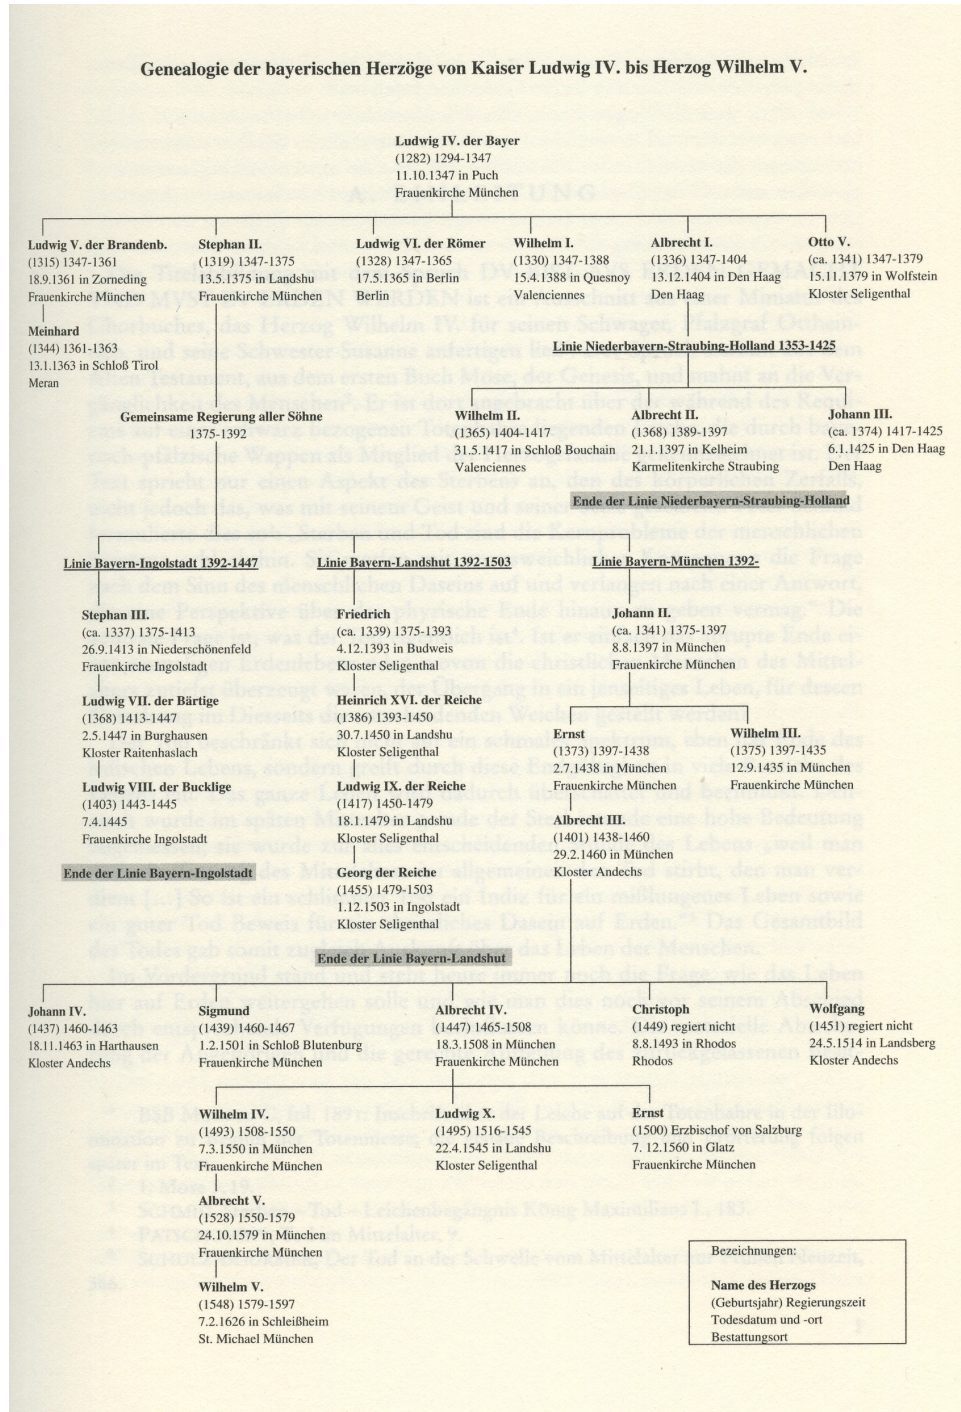 Genealogie der bayerischen Herzöge von Kaiser Ludwig IV. bis Herzog Wilhelm V.
Ludwig IV. der Bayer
(1282) 1294-1347
11.10.1347 in Puch
Frauenkirche München
Ludwig V. der Brandenb.
(1315) 1347-1361
18.9.1361 in Zorneding
Frauenkirche München
Meinhard
(1344) 1361-1363
13.1.1363 in Schloß Tirol
Meran
Stephan II.
(1319) 1347-1375
13.5.1375 in Landshu
Frauenkirche München
Ludwig VI. der Römer
(1328) 1347-1365
17.5.1365 in Berlin
Berlin
Wilhelm I.
(1330) 1347-1388
15.4.1388 in Quesnoy
Valenciennes
Albrecht I.
(1336) 1347-1404
13.12.1404 in Den Haag
Den Haag
Otto V.
(ca. 1341) 1347-1379
15.11.1379 in Wolfstein
Kloster Seligenthal
Linie Niederbayern-Straubing-Holland 1353-1425
Gemeinsame Regierung aller Söhne
1375-1392
Wilhelm II.
(1365) 1404-1417
31.5.1417 in Schloß Bouchain
Valenciennes
Albrecht II.
(1368) 1389-1397
21.1.1397 in Kelheim
Karmelitenkirche Straubing
Johann III.
(ca. 1374) 1417-1425
6.1.1425 in Den Haag
Den Haag
Ende der Linie Niederbayern-Straubing-Holland
Linie Bayern-Ingolstadt 1392-1447
Stephan III.
(ca. 1337) 1375-1413
26.9.1413 in Niederschönenfeld
Frauenkirche Ingolstadt
Ludwig VII. der Bärtige
(1368) 1413-1447
2.5.1447 in Burghausen
Kloster Raitenhaslach
Ludwig VIII. der Bucklige
(1403) 1443-1445
7.4.1445
Frauenkirche Ingolstadt
Ende der Linie Bayern-Ingolstadt
Linie Bayern-Landshut 1392-1503
Friedrich
(ca. 1339) 1375-1393
4.12.1393 in Budweis
Kloster Seligenthal
Heinrich XVI. der Reiche
(1386) 1393-1450
30.7.1450 in Landshu
Kloster Seligenthal
Ludwig IX. der Reiche
(1417) 1450-1479
18.1.1479 in Landshu
Kloster Seligenthal
Georg der Reiche
(1455) 1479-1503
1.12.1503 in Ingolstadt
Kloster Seligenthal
Ende der Linie Bayern-Landshut
Linie Bayern-München 1392-
Johann II.
(ca. 1341) 1375-1397
8.8.1397 in München
Frauenkirche München
Ernst
(1373) 1397-1438
2.7.1438 in München
Frauenkirche München
Wilhelm III.
(1375) 1397-1435
12.9.1435 in München
Frauenkirche München
Albrecht III.
(1401) 1438-1460
29.2.1460 in München
Kloster Andechs
Johann IV.
(1437) 1460-1463
18.11.1463 in Harthausen
Kloster Andechs
Sigmund
(1439) 1460-1467
1.2.1501 in Schloß Blutenburg
Frauenkirche München
Albrecht IV.
(1447) 1465-1508
18.3.1508 in München
Frauenkirche München
Christoph
(1449) regiert nicht
8.8.1493 in Rhodos
Rhodos
Wolfgang
(1451) regiert nicht
24.5.1514 in Landsberg
Kloster Andechs
Wilhelm IV.
(1493) 1508-1550
7.3.1550 in München
Frauenkirche München
Ludwig X.
(1495) 1516-1545
22.4.1545 in Landshu
Kloster Seligenthal
Ernst
(1500) Erzbischof von Salzburg
7. 12.1560 in Glatz
Frauenkirche München
Albrecht V.
(1528) 1550-1579
24.10.1579 in München
Frauenkirche München
Wilhelm V.
(1548) 1579-1597
7.2.1626 in Schleißheim
St. Michael München
Bezeichnungen:
Name des Herzogs
(Geburtsjahr) Regierungszeit
Todesdatum und -ort
Bestattungsort